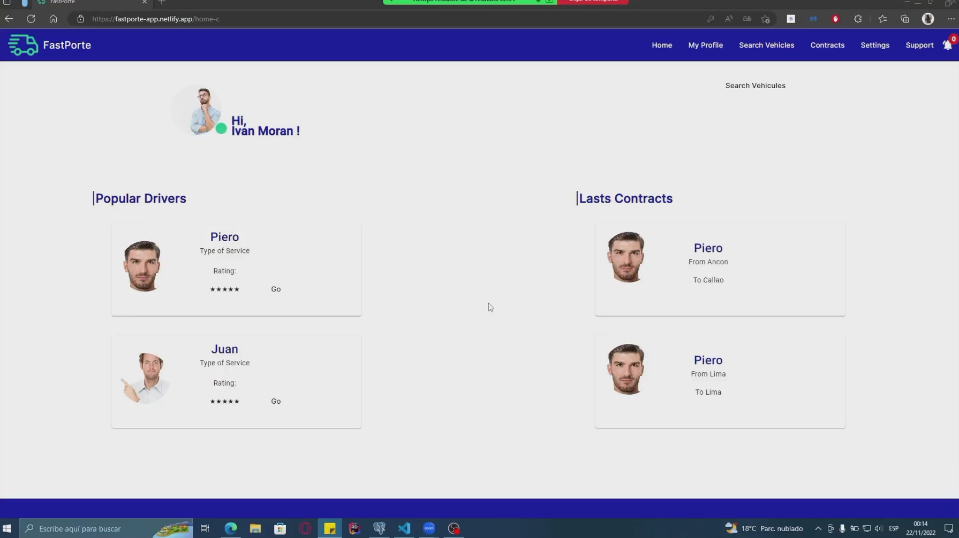 FastPorte
https://fastporte-app.netlify.app/home-c
FastPorte
Home
My Profile
Search Vehicles
Contracts
Settings
Support
0
Search Vehicules
Hi,
Ivan Moran !
Popular Drivers
Lasts Contracts
Piero
Type of Service
Rating:
★★★★★
Go
Piero
From Ancon
To Callao
Juan
Type of Service
Rating:
★★★★★
Go
Piero
From Lima
To Lima
Escribe aquí para buscar
18°C Parc. nublado
ESP
00:14
22/11/2022